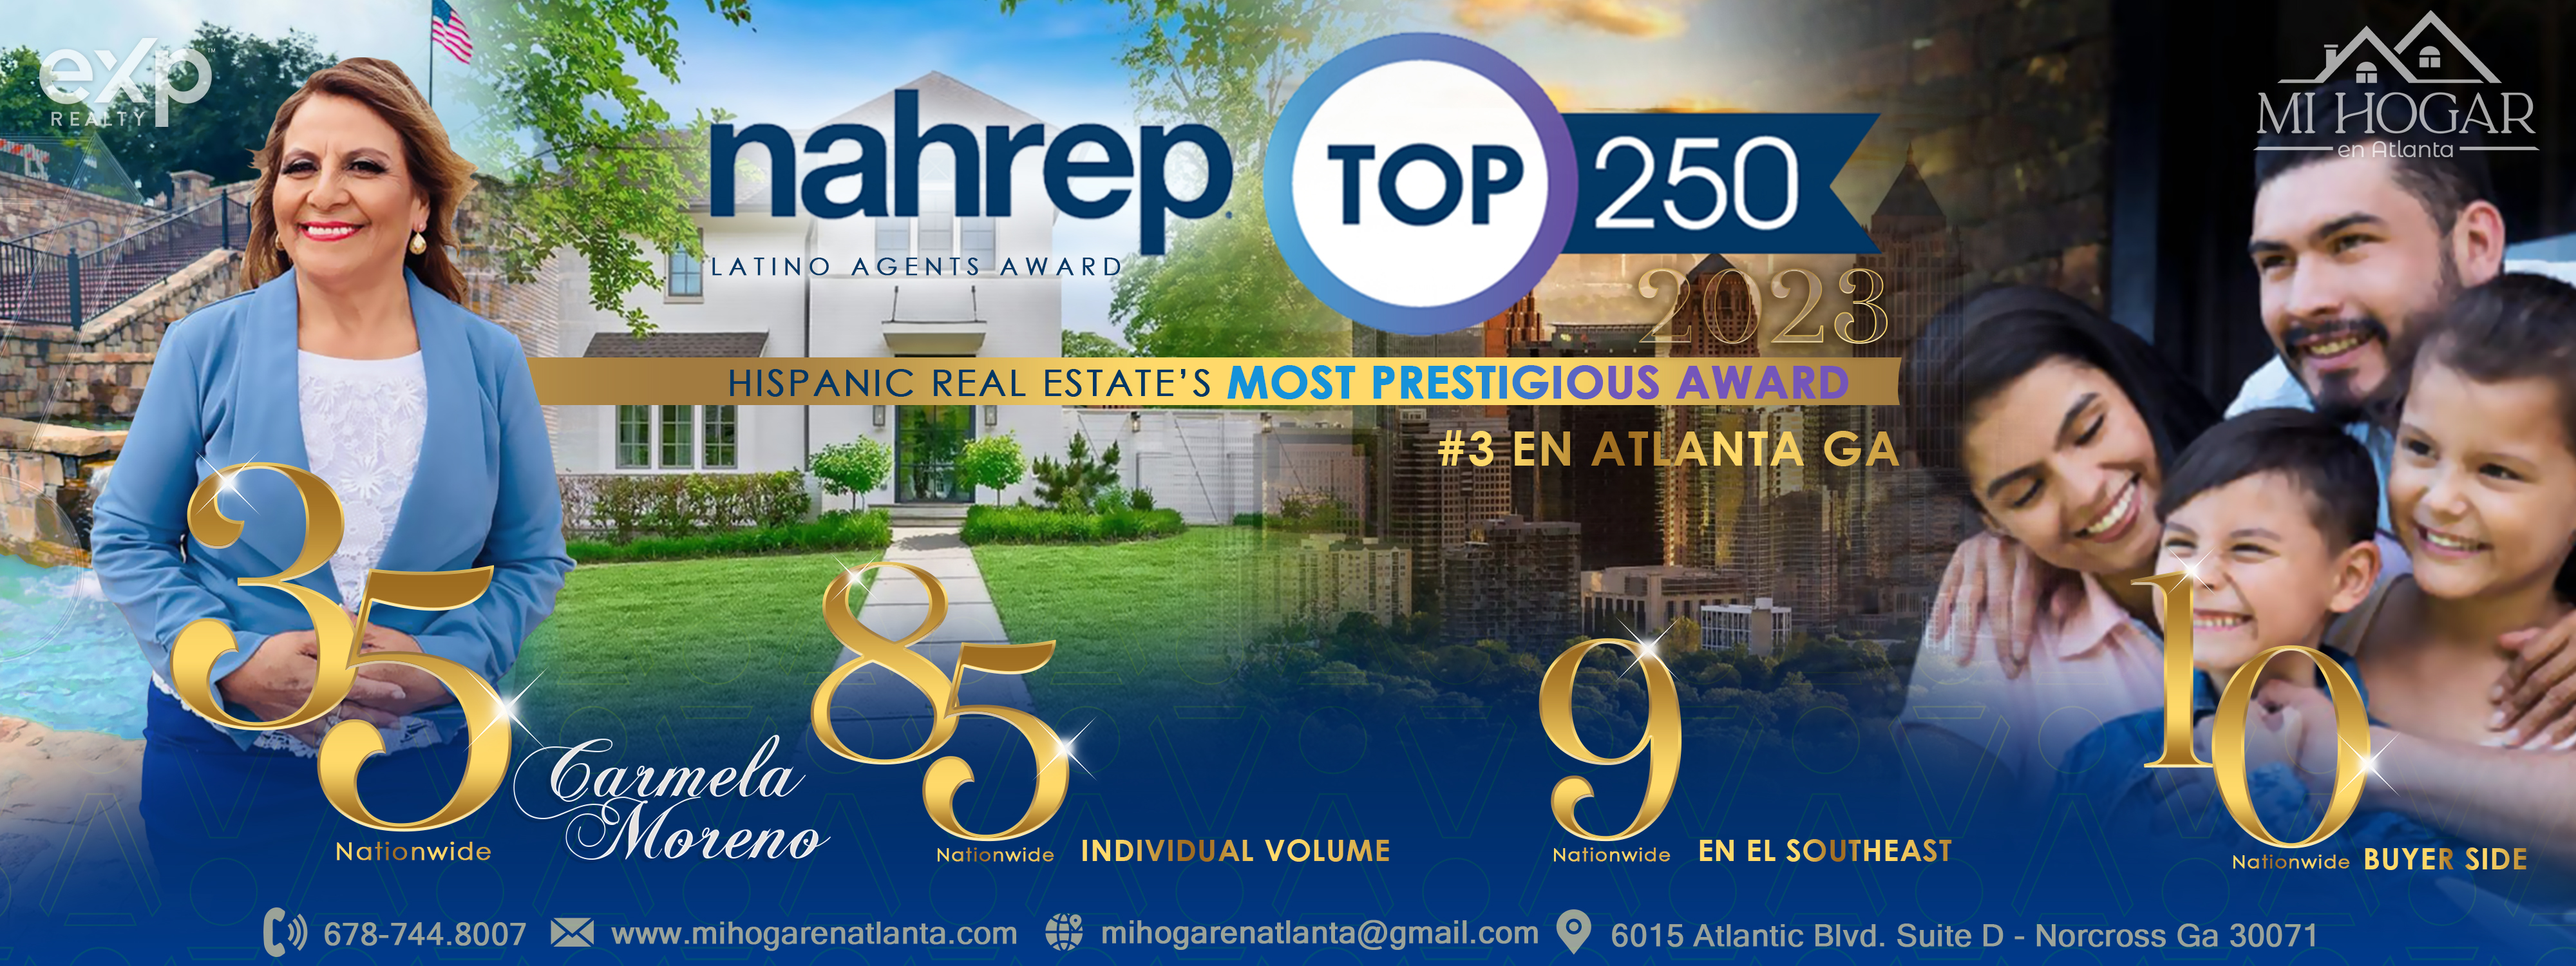 exp
REALTY
MI HOGAR
en Atlanta
nahrep
TOP 250
LATINO AGENTS AWARD
2023
HISPANIC REAL ESTATE'S MOST PRESTIGIOUS AWARD
#3 EN ATLANTA GA
35
Nationwide
Carmela
Moreno
85
Nationwide INDIVIDUAL VOLUME
9
Nationwide EN EL SOUTHEAST
10
Nationwide BUYER SIDE
678-744.8007 www.mihogarenatlanta.com mihogarenatlanta@gmail.com 6015 Atlantic Blvd. Suite D - Norcross Ga 30071